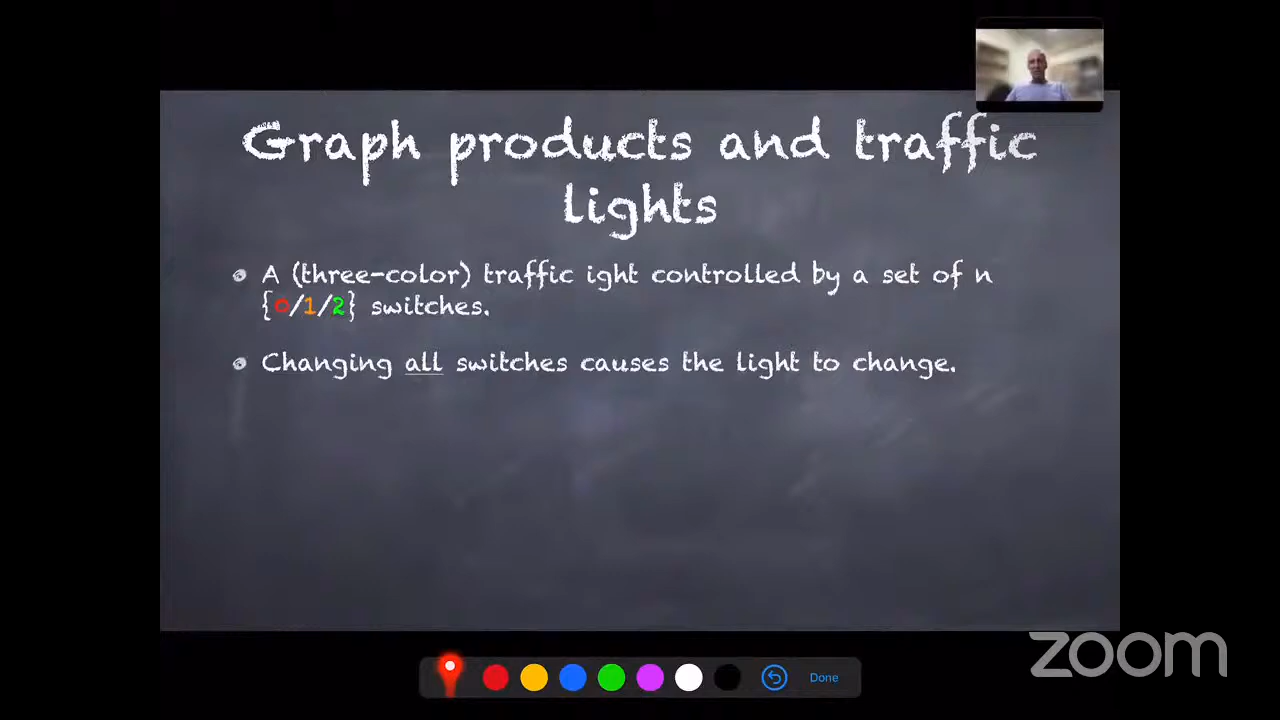 Graph products and traffic
lights
A (three-color) traffic ight controlled by a set of n
{0/1/2} switches.
Changing all switches causes the light to change.
zoom
Done